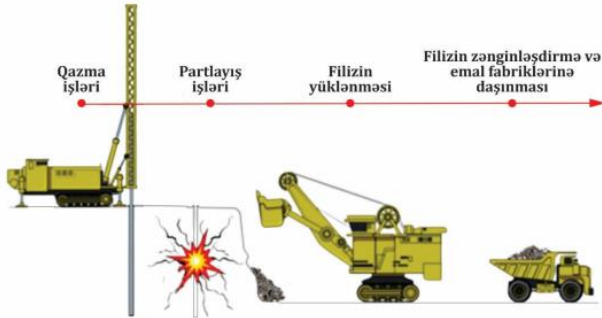 Qazma
işləri
Partlayış
işləri
Filizin
yüklənməsi
Filizin zənginləşdirmə və
emal fabriklərinə
daşınması